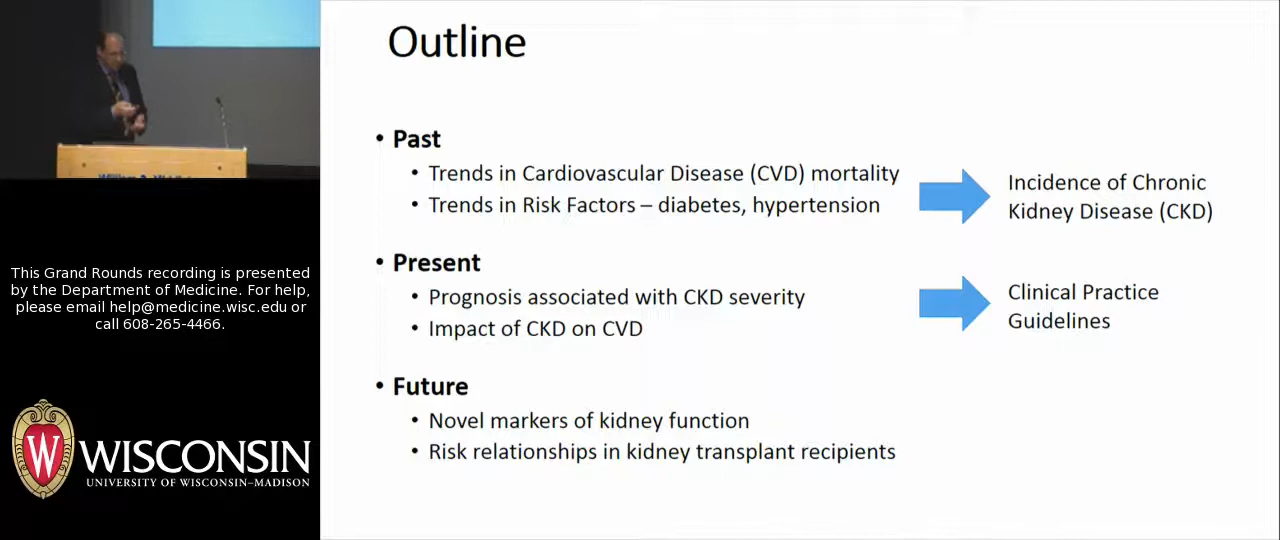 Outline
• Past
• Trends in Cardiovascular Disease (CVD) mortality
• Trends in Risk Factors – diabetes, hypertension
Incidence of Chronic
Kidney Disease (CKD)
• Present
• Prognosis associated with CKD severity
• Impact of CKD on CVD
Clinical Practice
Guidelines
• Future
• Novel markers of kidney function
• Risk relationships in kidney transplant recipients
This Grand Rounds recording is presented
by the Department of Medicine. For help,
please email help@medicine.wisc.edu or
call 608-265-4466.
W
WISCONSIN
UNIVERSITY OF WISCONSIN–MADISON